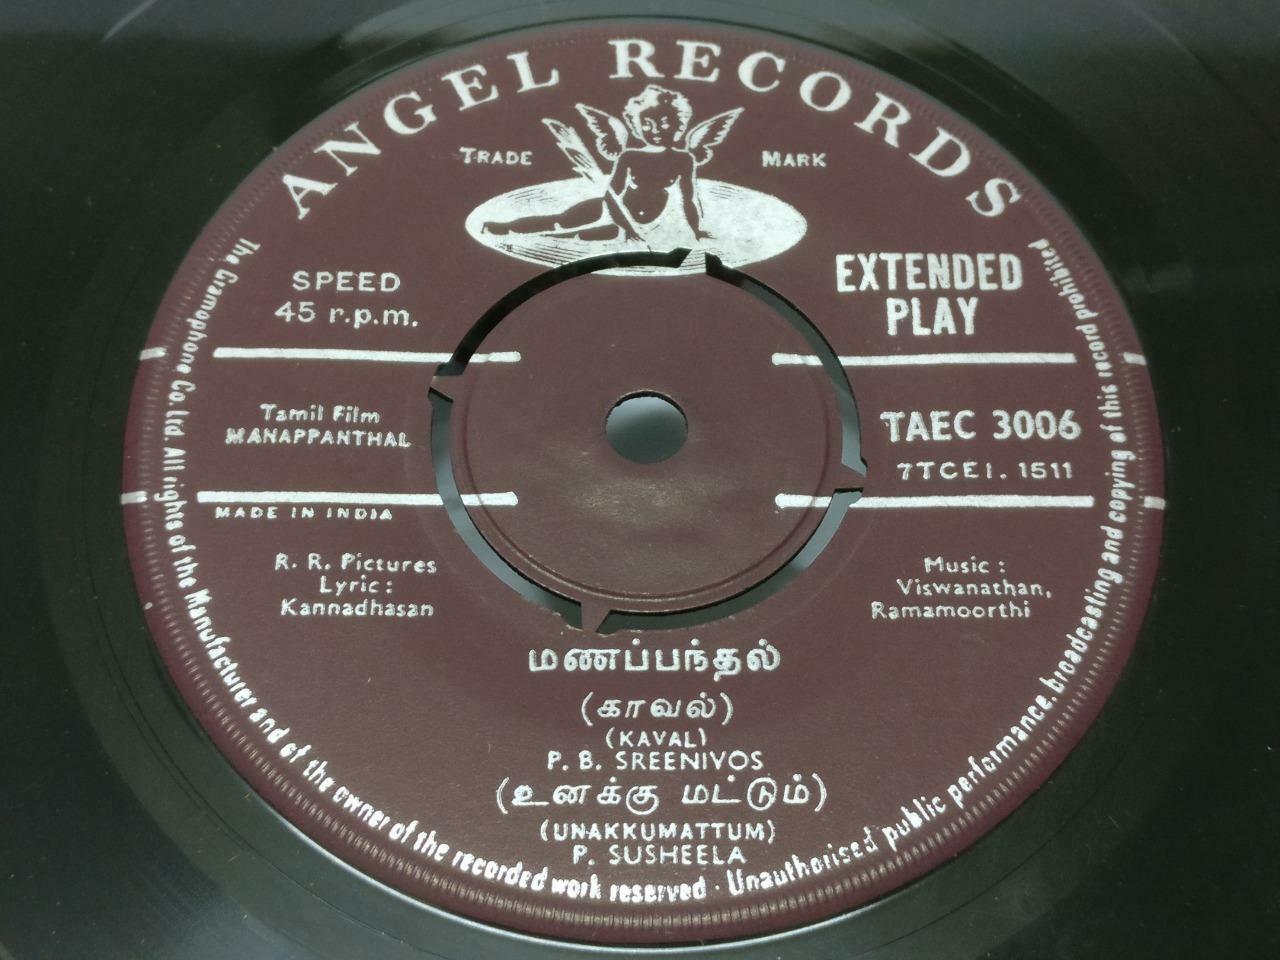 ANGEL RECORDS
TRADE MARK
SPEED
45 r.p.m.
EXTENDED
PLAY
Tamil Film
MANAPPANTHAL
TAEC 3006
7TCEI. 1511
MADE IN INDIA
R. R. Pictures
Lyric:
Kannadhasan
Music:
Viswanathan,
Ramamoorthi
மணப்பந்தல்
(காவல்)
(KAVAL)
P. B. SREENIVOS
(உனக்கு மட்டும்)
(UNAKKUMATTUM)
P. SUSHEELA
The Gramophone Co. Ltd. All rights of the Manufacturer and of the owner of the recorded work reserved · Unauthorised public performance, broadcasting and copying of this record prohibited